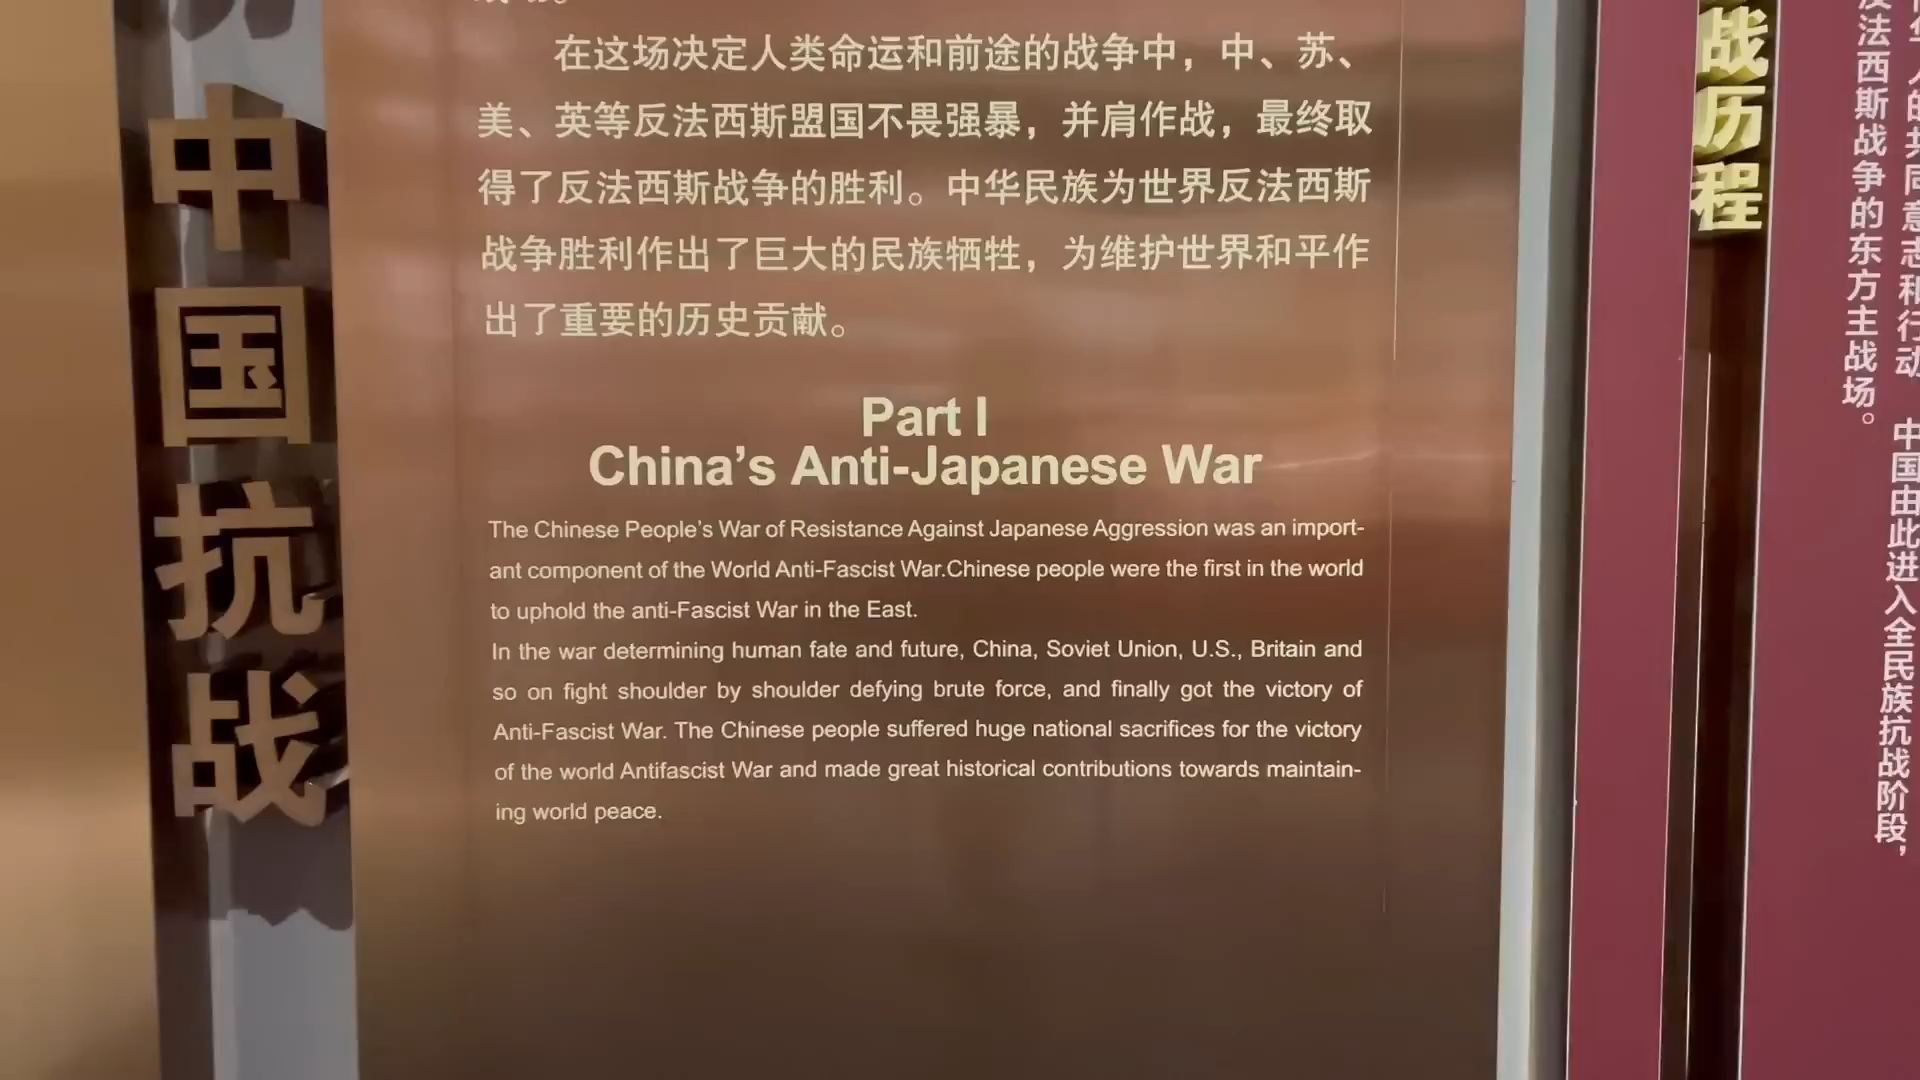 中国抗战
在这场决定人类命运和前途的战争中，中、苏、
美、英等反法西斯盟国不畏强暴，并肩作战，最终取
得了反法西斯战争的胜利。中华民族为世界反法西斯
战争胜利作出了巨大的民族牺牲，为维护世界和平作
出了重要的历史贡献。
Part I
China’s Anti-Japanese War
The Chinese People’s War of Resistance Against Japanese Aggression was an import-
ant component of the World Anti-Fascist War.Chinese people were the first in the world
to uphold the anti-Fascist War in the East.
In the war determining human fate and future, China, Soviet Union, U.S., Britain and
so on fight shoulder by shoulder defying brute force, and finally got the victory of
Anti-Fascist War. The Chinese people suffered huge national sacrifices for the victory
of the world Antifascist War and made great historical contributions towards maintain-
ing world peace.
战历程
人的共同意志和行动 中国由此进入全民族抗战阶段，
反法西斯战争的东方主战场。